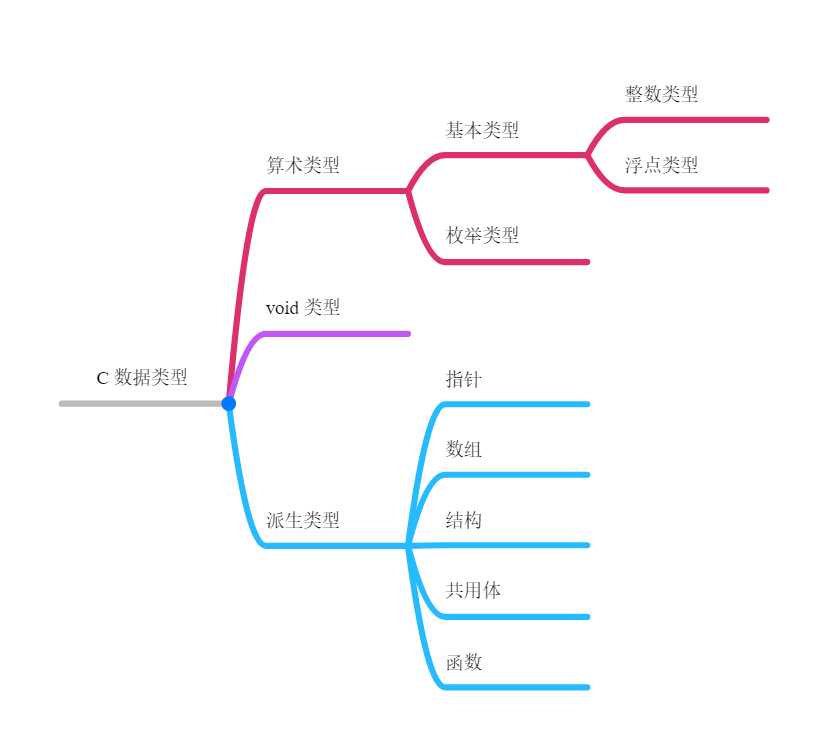 整数类型
基本类型
浮点类型
算术类型
枚举类型
void 类型
C 数据类型
指针
数组
派生类型
结构
共用体
函数